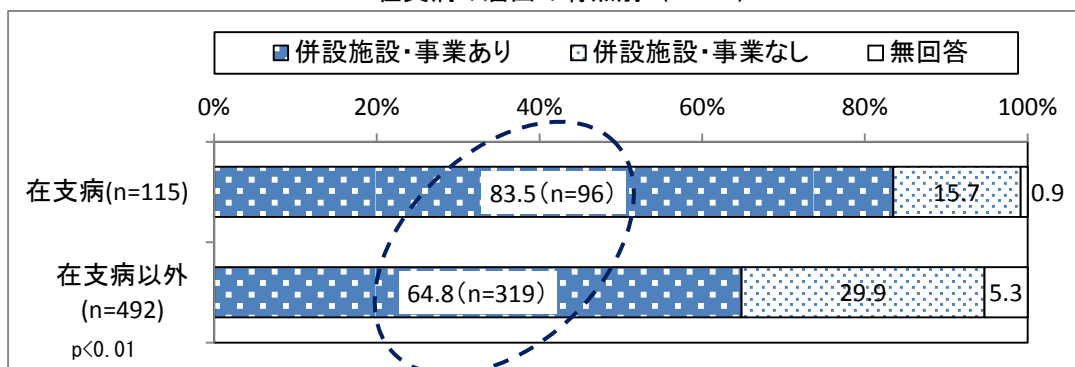 ■併設施設・事業あり □併設施設・事業なし □無回答
0% 20% 40% 60% 80% 100%
在支病(n=115) 83.5(n=96) 15.7 0.9
在支病以外
(n=492) 64.8(n=319) 29.9 5.3
p<0.01